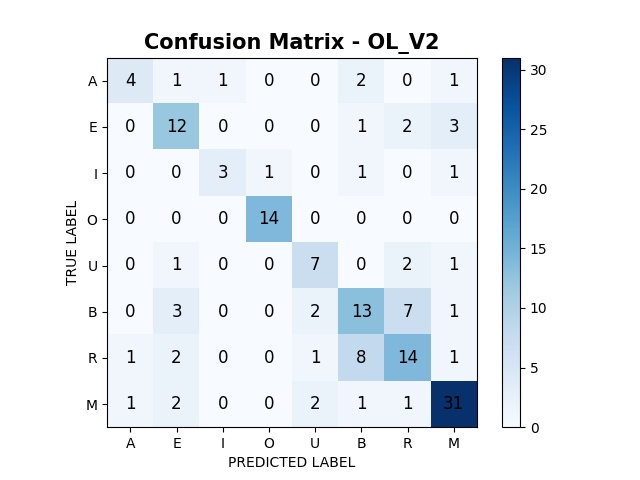 Confusion Matrix - OL_V2
TRUE LABEL
A 4 1 1 0 0 2 0 1
E 0 12 0 0 0 1 2 3
I 0 0 3 1 0 1 0 1
O 0 0 0 14 0 0 0 0
U 0 1 0 0 7 0 2 1
B 0 3 0 0 2 13 7 1
R 1 2 0 0 1 8 14 1
M 1 2 0 0 2 1 1 31
A E I O U B R M
PREDICTED LABEL
30
25
20
15
10
5
0